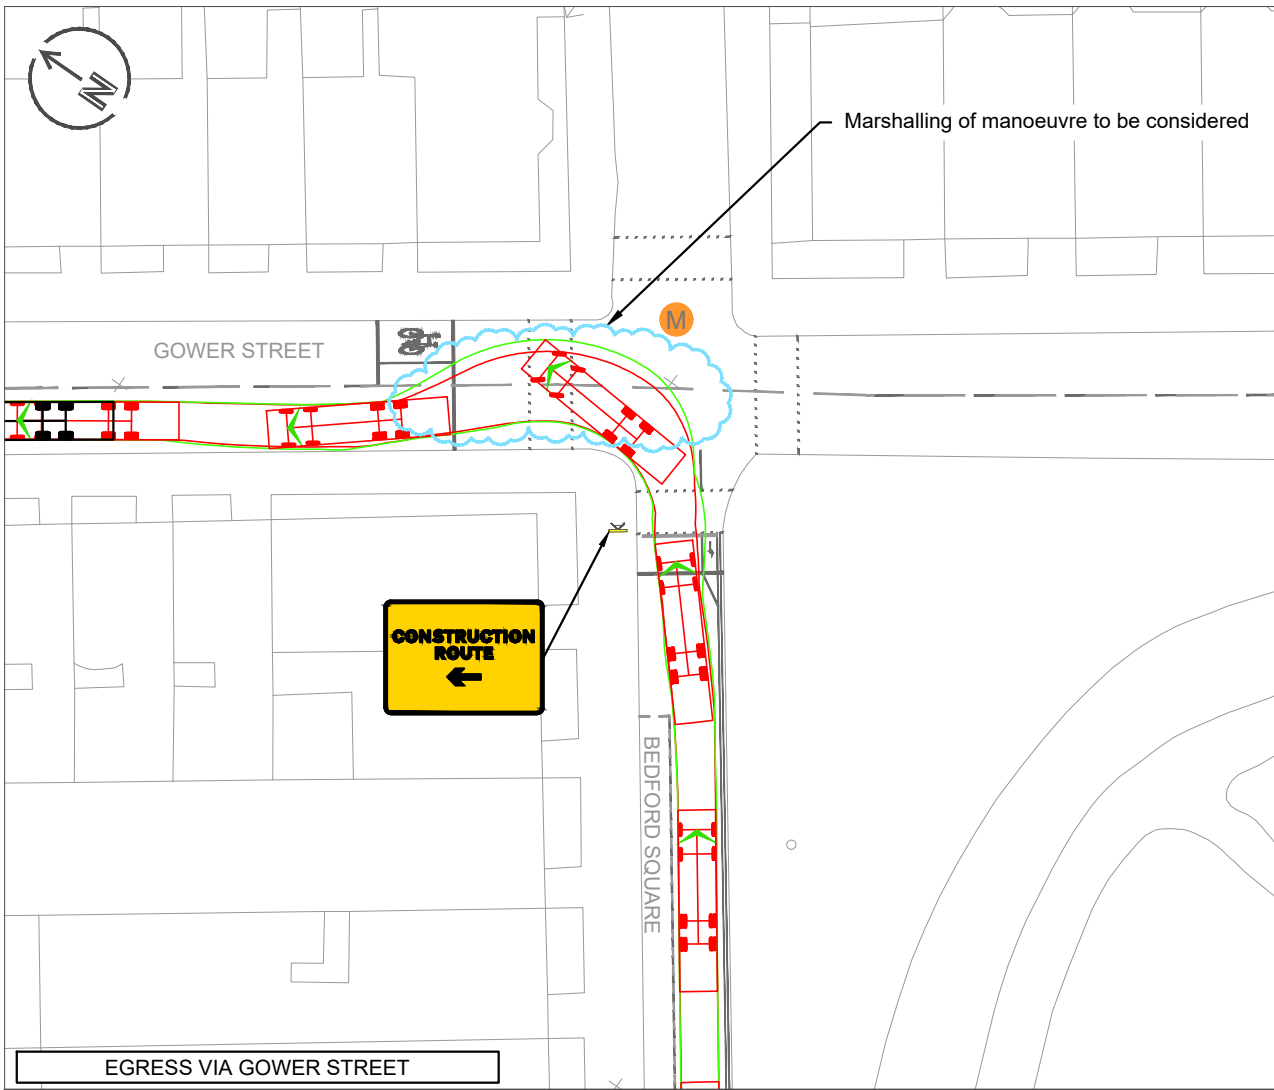 N
Marshalling of manoeuvre to be considered
M
GOWER STREET
CONSTRUCTION
ROUTE
BEDFORD SQUARE
EGRESS VIA GOWER STREET